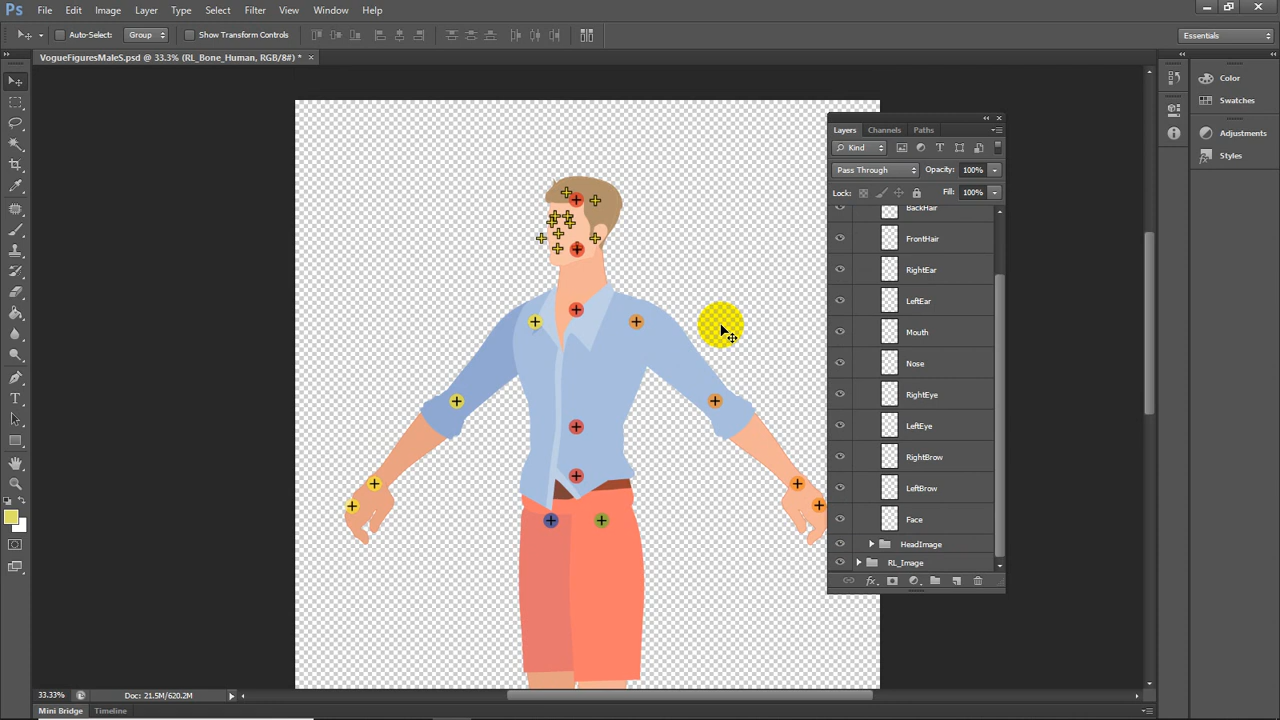 Ps File Edit Image Layer Type Select Filter View Window Help
Auto-Select: Group Show Transform Controls Essentials
VogueFiguresMaleS.psd @ 33.3% (RL_Bone_Human, RGB/8#) * ×
Color
Swatches
Adjustments
Styles
Layers Channels Paths
Kind
Pass Through Opacity: 100%
Lock: Fill: 100%
BackHair
FrontHair
RightEar
LeftEar
Mouth
Nose
RightEye
LeftEye
RightBrow
LeftBrow
Face
HeadImage
RL_Image
33.33% Doc: 21.5M/620.2M
Mini Bridge Timeline